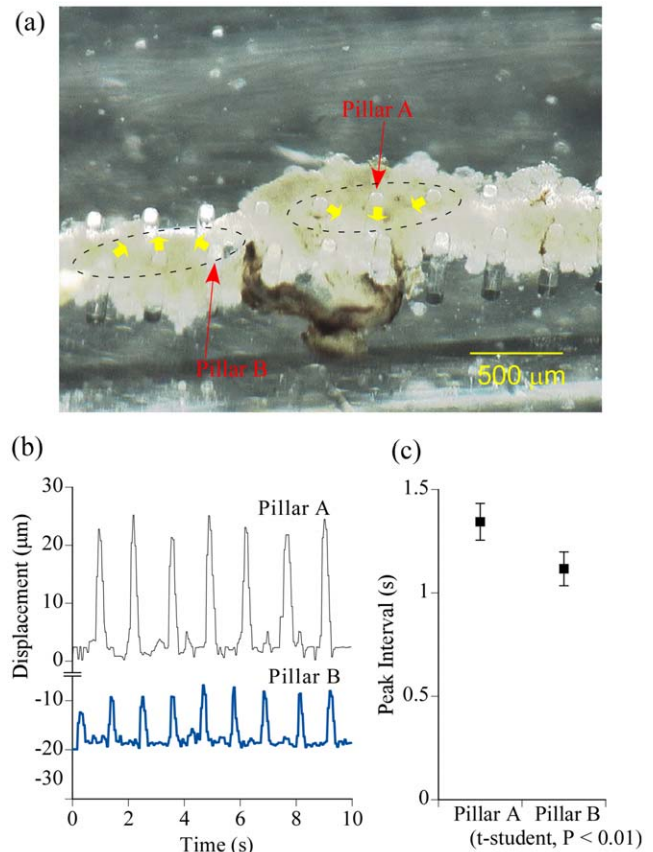 (a)
Pillar A
Pillar B
500 µm
(b)
30
20
10
0
-10
-20
-30
Displacement (µm)
Pillar A
Pillar B
0
2
4
6
8
10
Time (s)
(c)
1.5
1
0.5
0
Peak Interval (s)
Pillar A Pillar B
(t-student, P < 0.01)